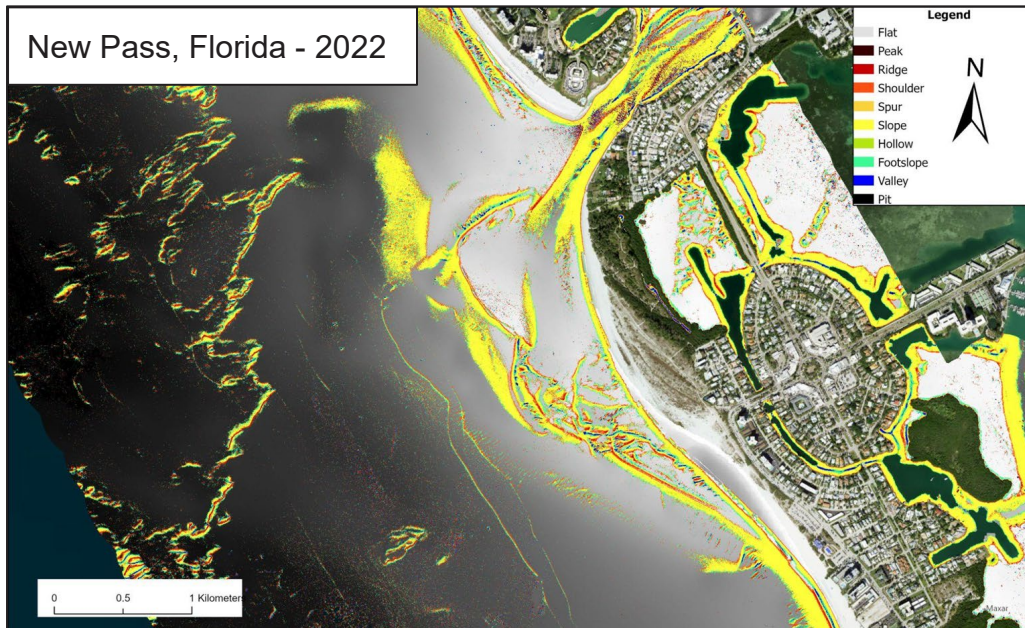 New Pass, Florida - 2022
Legend
Flat
Peak
Ridge
Shoulder
Spur
Slope
Hollow
Footslope
Valley
Pit
N
0 0.5 1 Kilometer
Maxar